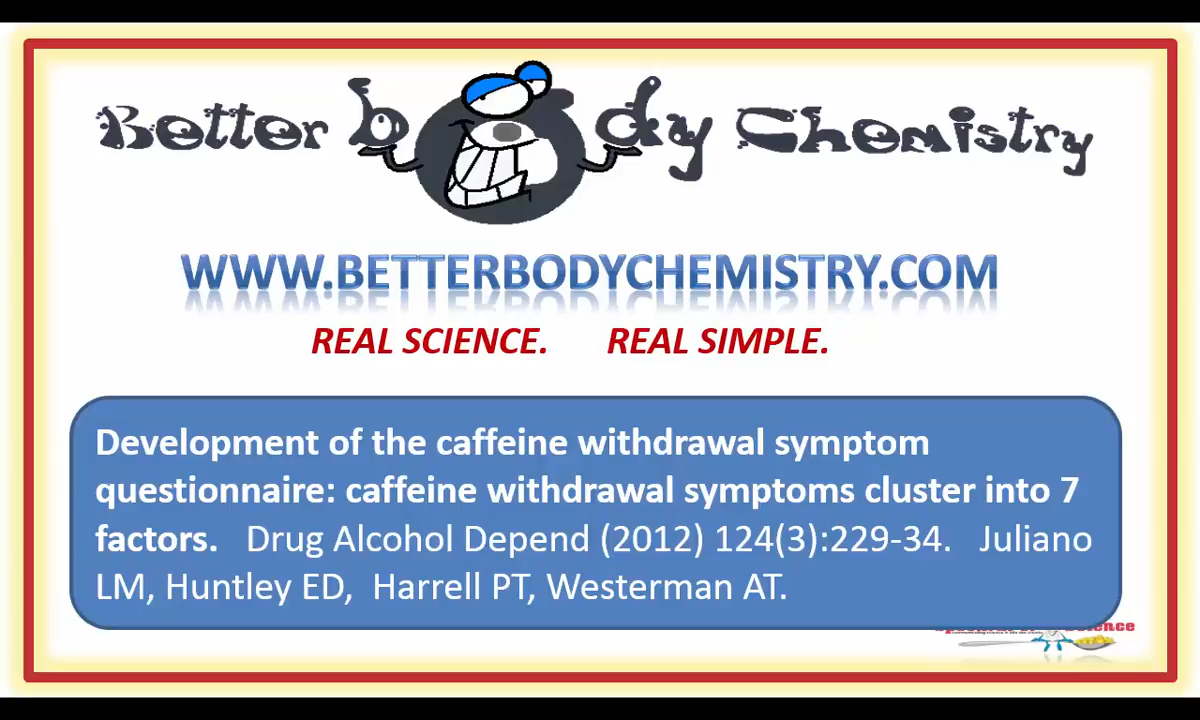 Better body Chemistry
WWW.BETTERBODYCHEMISTRY.COM
REAL SCIENCE. REAL SIMPLE.
Development of the caffeine withdrawal symptom
questionnaire: caffeine withdrawal symptoms cluster into 7
factors. Drug Alcohol Depend (2012) 124(3):229-34. Juliano
LM, Huntley ED, Harrell PT, Westerman AT.